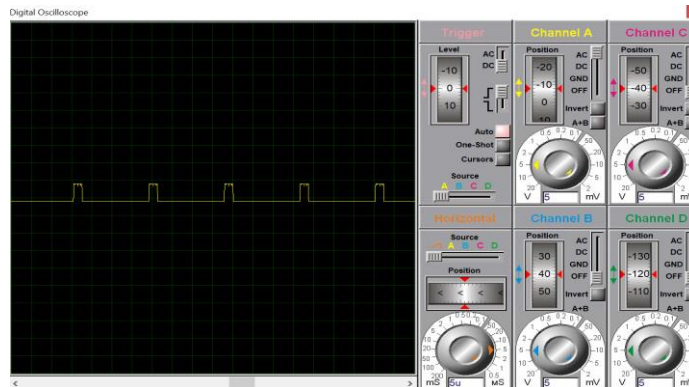 Digital Oscilloscope
Trigger
Level
AC
DC
-10
0
10
Auto
One-Shot
Cursors
Source
A B C D
Channel A
Position
AC
DC
GND
OFF
Invert
A+B
-20
-10
0
10
V 5 mV
Channel C
Position
AC
DC
GND
OFF
Invert
A+B
-50
-40
-30
V 5 m
Horizontal
Source
A B C D
Position
< < < <
mS 5u мS
Channel B
Position
AC
DC
GND
OFF
Invert
A+B
30
40
50
V 5 mV
Channel D
Position
AC
DC
GND
OFF
Invert
A+B
-130
-120
-110
V 5 m